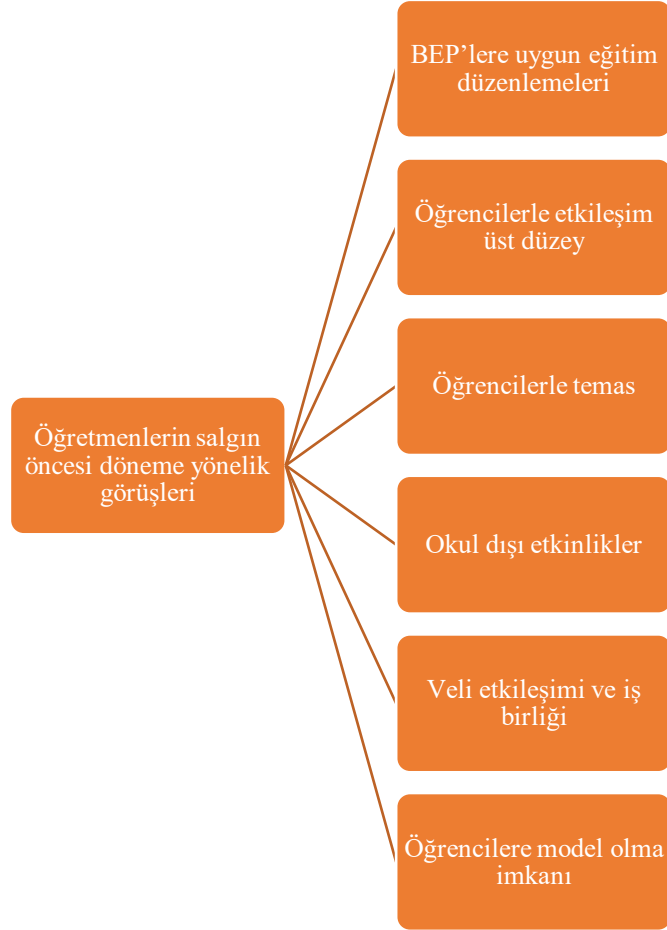 BEP’lere uygun eğitim
düzenlemeleri
Öğrencilerle etkileşim
üst düzey
Öğrencilerle temas
Öğretmenlerin salgın
öncesi döneme yönelik
görüşleri
Okul dışı etkinlikler
Veli etkileşimi ve iş
birliği
Öğrencilere model olma
imkanı